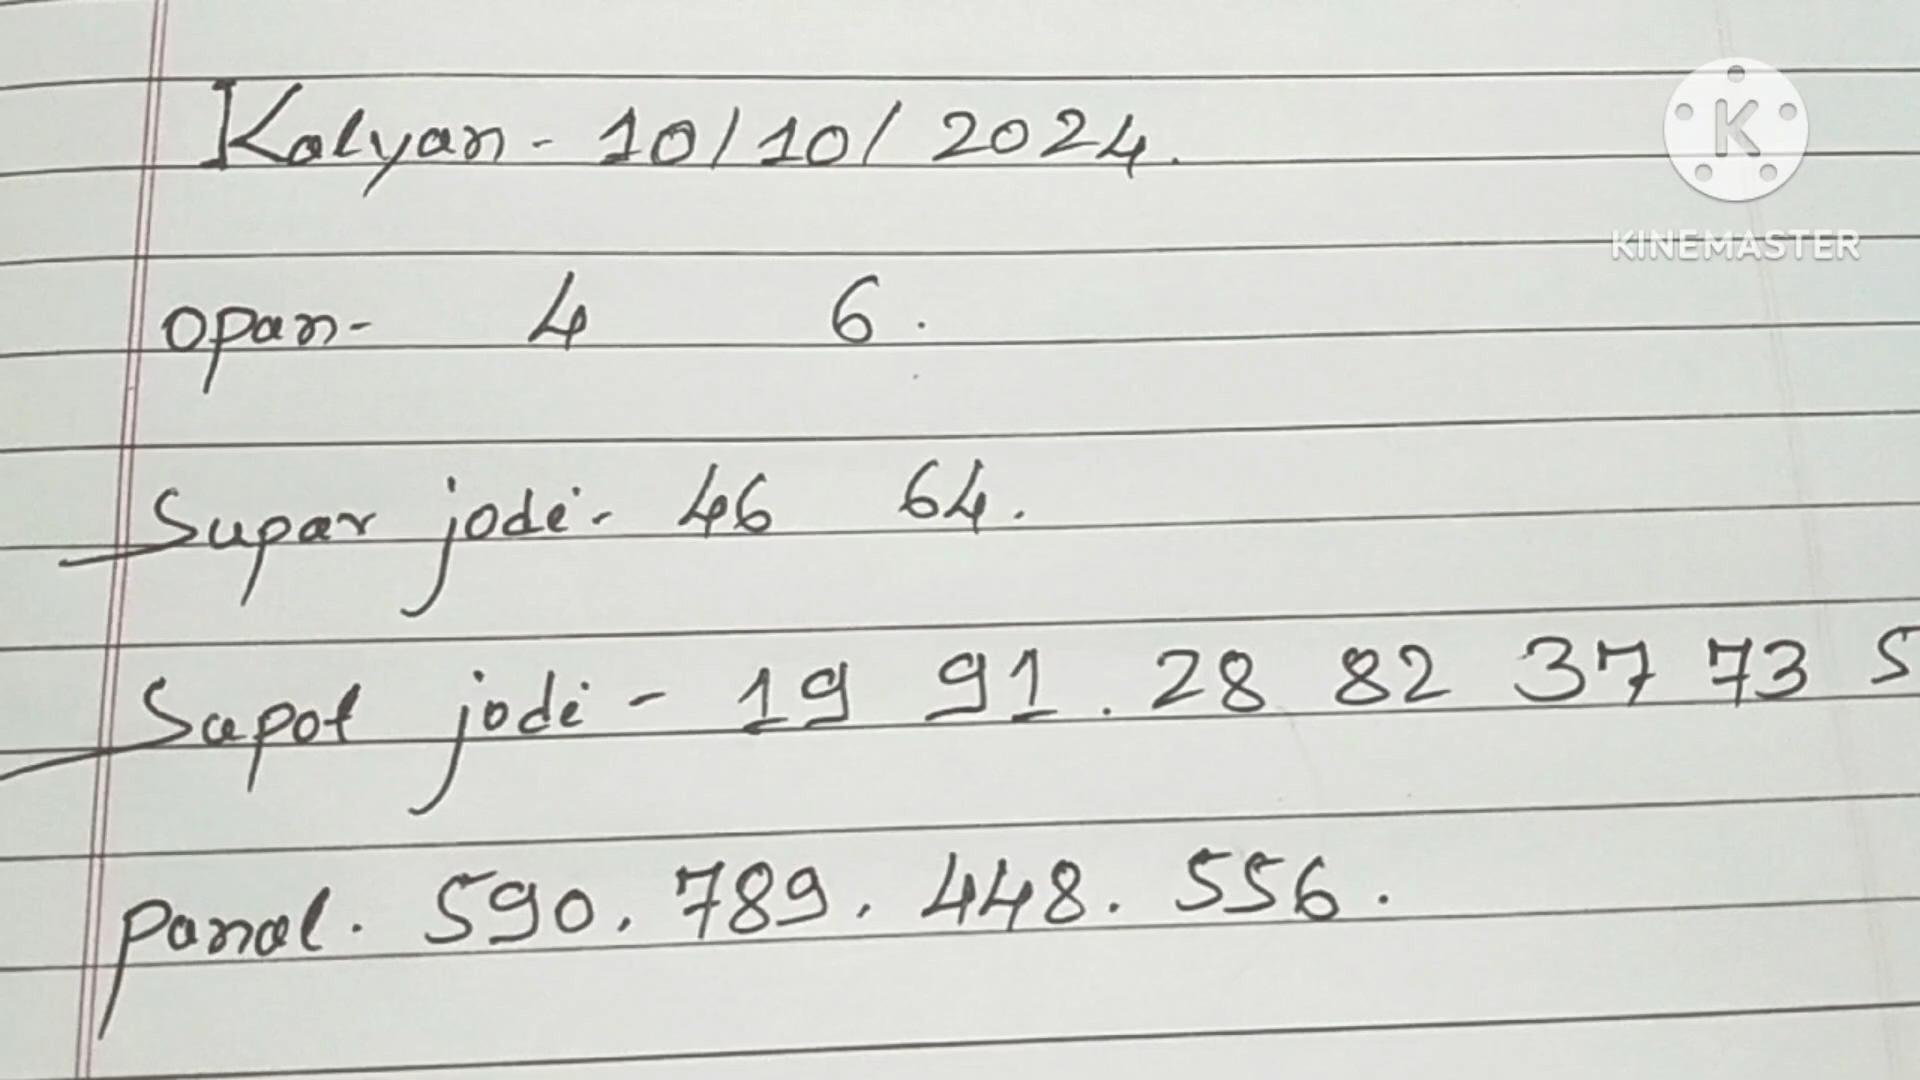 Kalyan - 10/10/2024.
KINEMASTER
opan- 4 6.
Supar jodi - 46 64.
Sapot jodi - 19 91. 28 82 37 73
panal. 590. 789. 448. 556.